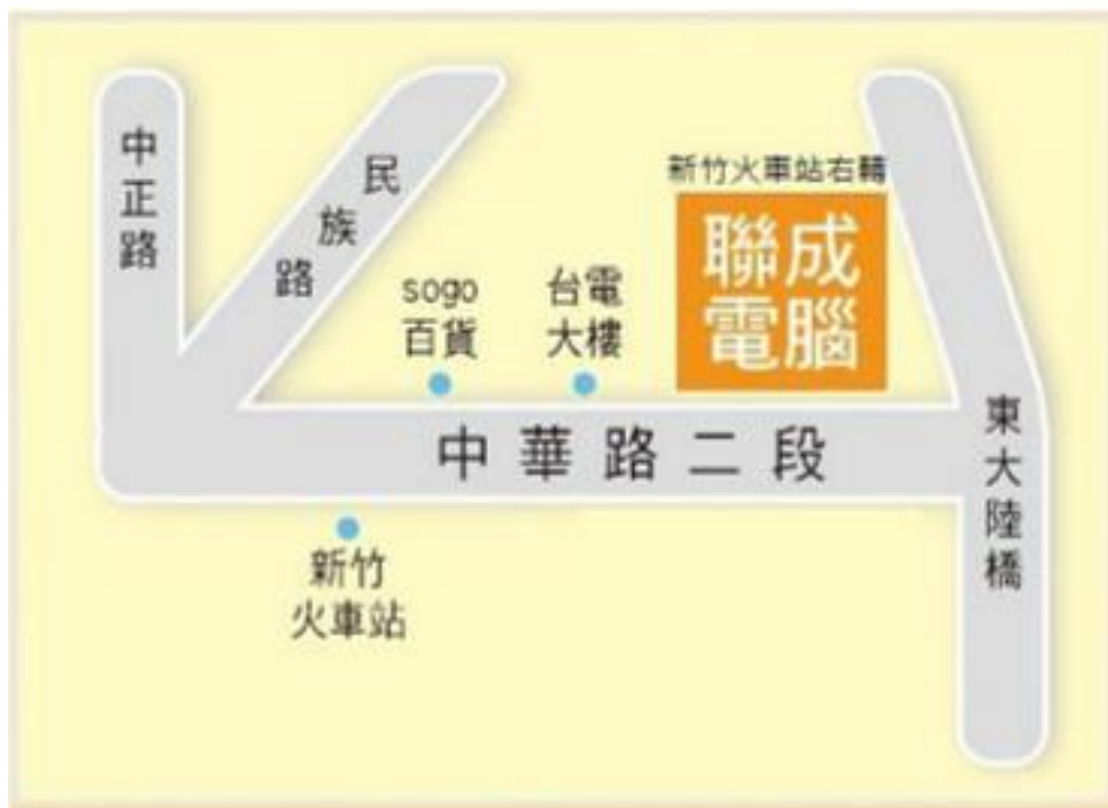 中正路
民族路
新竹火車站右轉
聯成
電腦
sogo
百貨
台電
大樓
中華路二段
東大陸橋
新竹
火車站